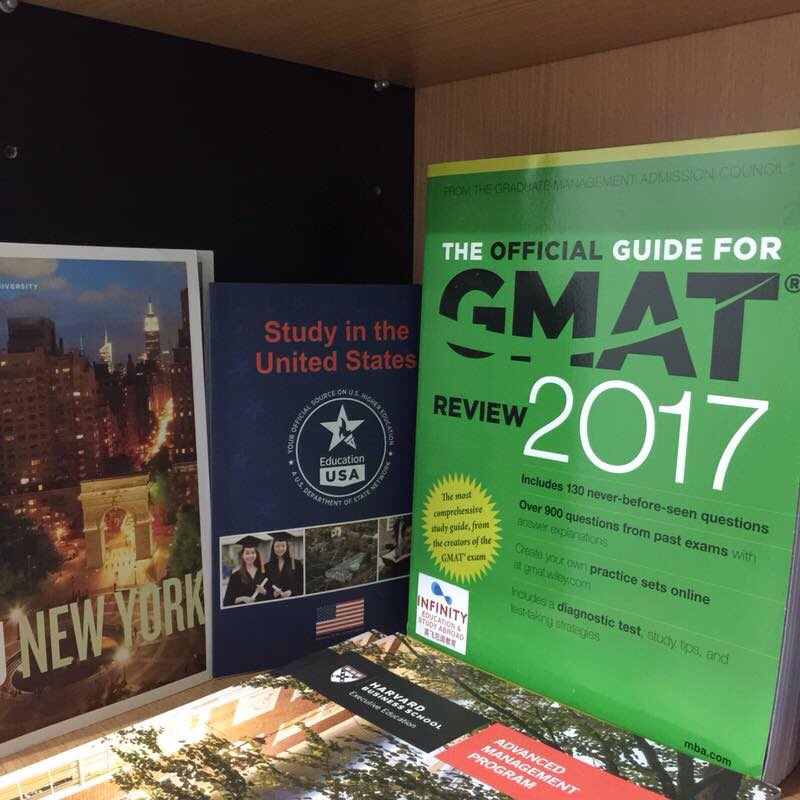 IVERSITY
NEW YORK
Study in the
United States
YOUR OFFICIAL SOURCE ON U.S. HIGHER EDUCATION
Education
USA
A U.S. DEPARTMENT OF STATE NETWORK
FROM THE GRADUATE MANAGEMENT ADMISSION COUNCIL
THE OFFICIAL GUIDE FOR
GMAT®
REVIEW 2017
Includes 130 never-before-seen questions
Over 900 questions from past exams with
answer explanations
Create your own practice sets online
at gmat.wiley.com
Includes a diagnostic test, study tips, and
test-taking strategies
The most
comprehensive
study guide, from
the creators of the
GMAT® exam
INFINITY
EDUCATION &
STUDY ABROAD
mba.com
HARVARD
BUSINESS SCHOOL
Executive Education
ADVANCED
MANAGEMENT
PROGRAM